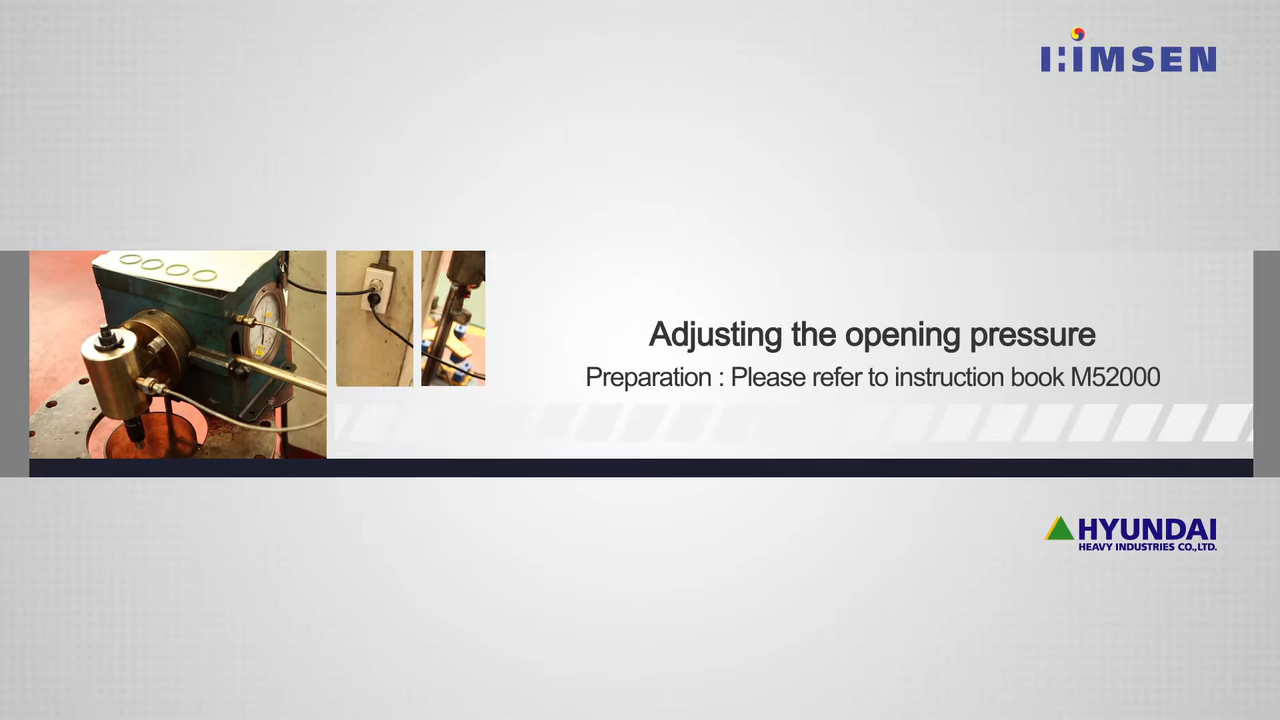 HIMSEN
Adjusting the opening pressure
Preparation : Please refer to instruction book M52000
HYUNDAI
HEAVY INDUSTRIES CO.,LTD.